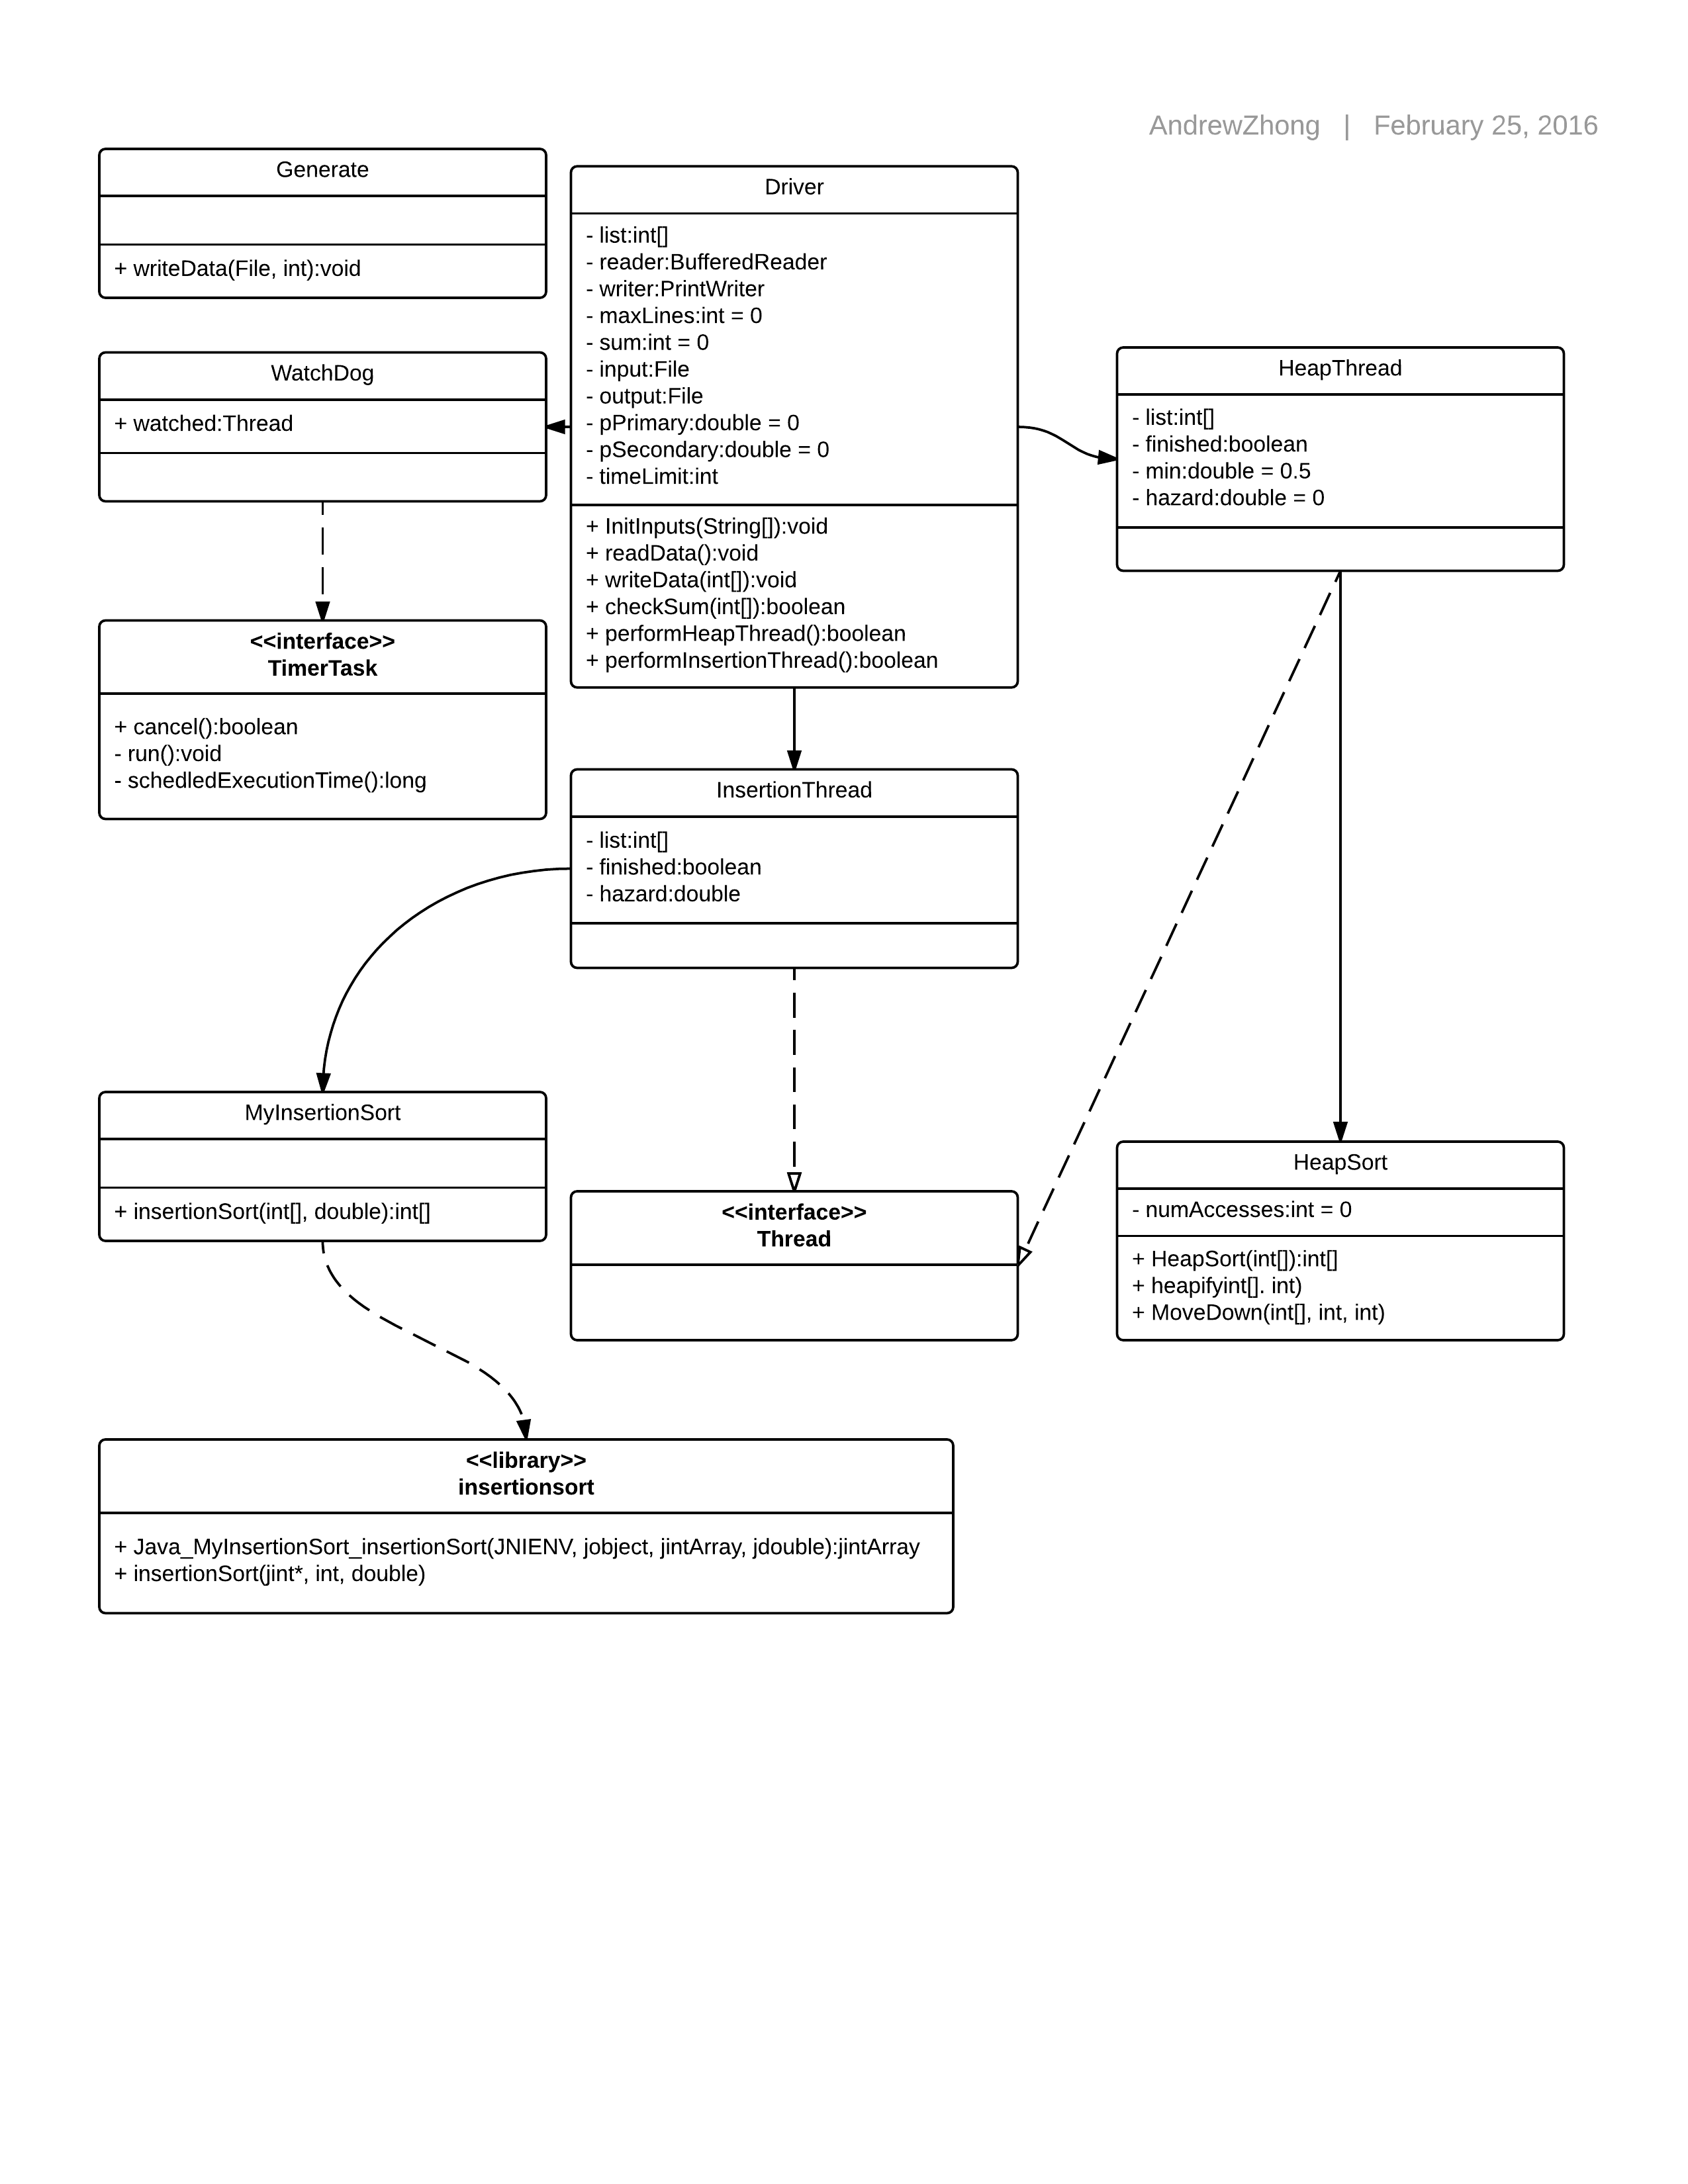 AndrewZhong | February 25, 2016
Generate
+ writeData(File, int):void
Driver
- list:int[]
- reader:BufferedReader
- writer:PrintWriter
- maxLines:int = 0
- sum:int = 0
- input:File
- output:File
- pPrimary:double = 0
- pSecondary:double = 0
- timeLimit:int
+ InitInputs(String[]):void
+ readData():void
+ writeData(int[]):void
+ checkSum(int[]):boolean
+ performHeapThread():boolean
+ performInsertionThread():boolean
WatchDog
+ watched:Thread
HeapThread
- list:int[]
- finished:boolean
- min:double = 0.5
- hazard:double = 0
<<interface>>
TimerTask
+ cancel():boolean
- run():void
- schedledExecutionTime():long
InsertionThread
- list:int[]
- finished:boolean
- hazard:double
MyInsertionSort
+ insertionSort(int[], double):int[]
<<interface>>
Thread
HeapSort
- numAccesses:int = 0
+ HeapSort(int[]):int[]
+ heapifyint[]. int)
+ MoveDown(int[], int, int)
<<library>>
insertionsort
+ Java_MyInsertionSort_insertionSort(JNIENV, jobject, jintArray, jdouble):jintArray
+ insertionSort(jint*, int, double)